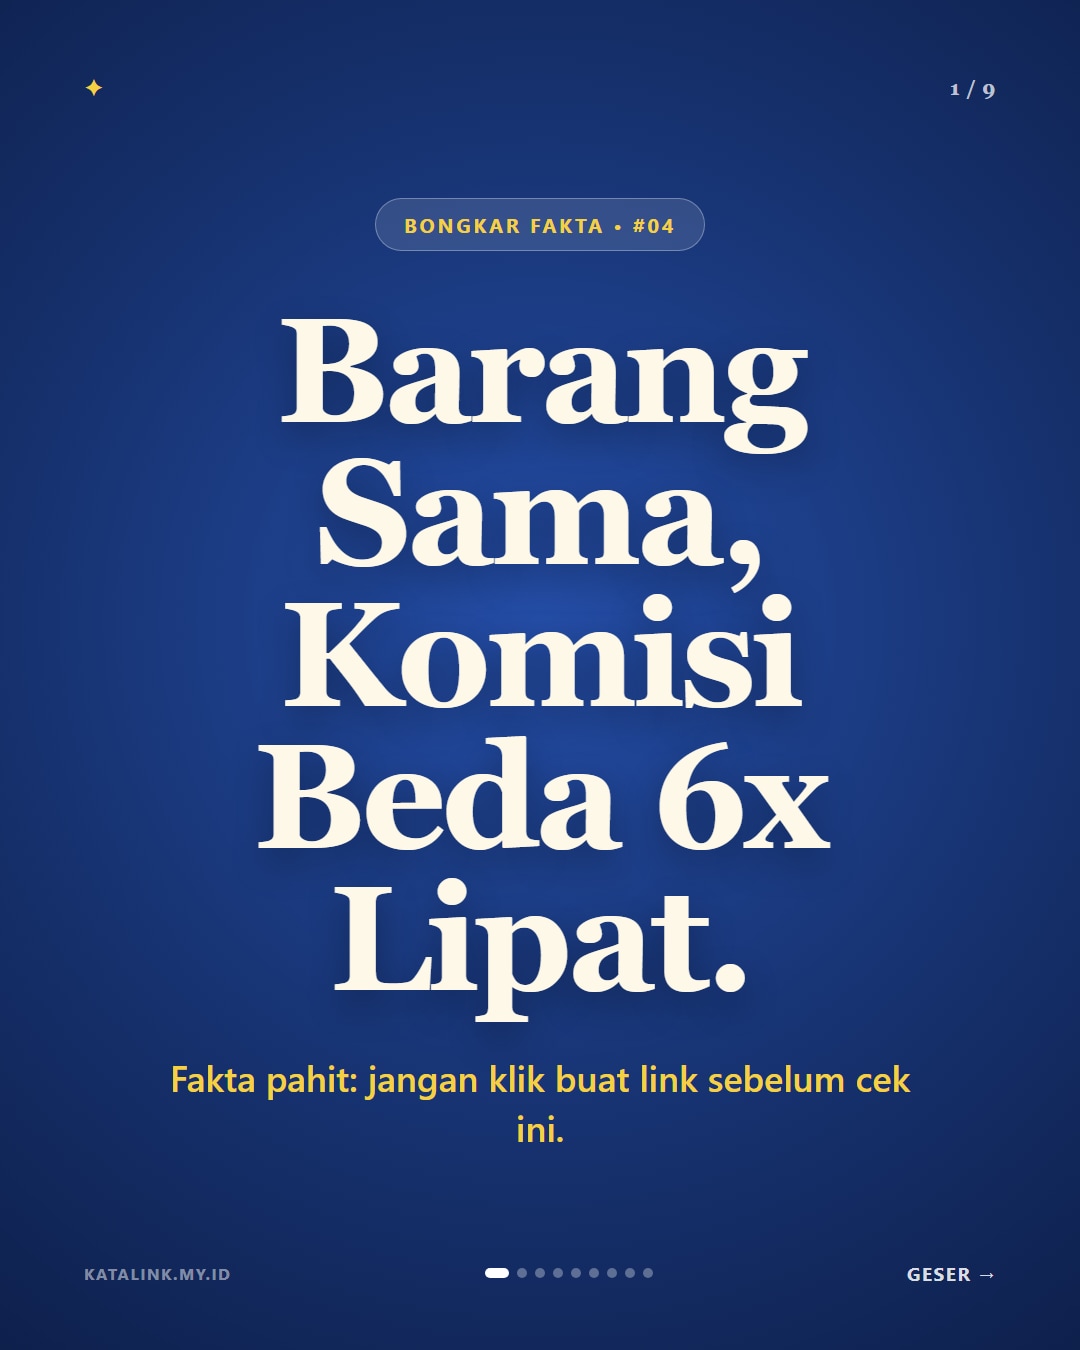 ✦
1 / 9
BONGKAR FAKTA • #04
Barang
Sama,
Komisi
Beda 6x
Lipat.
Fakta pahit: jangan klik buat link sebelum cek
ini.
KATALINK.MY.ID
GESER →